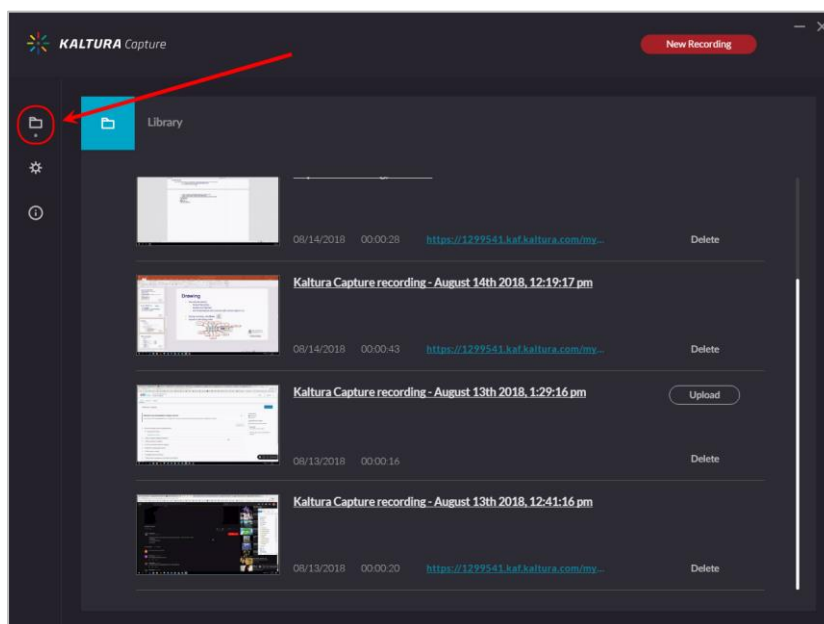 KALTURA Capture
New Recording
Library
08/14/2018 00:00:28 https://1299541.kaf.kaltura.com/my... Delete
Kaltura Capture recording - August 14th 2018, 12:19:17 pm
Drawing
08/14/2018 00:00:43 https://1299541.kaf.kaltura.com/my... Delete
Kaltura Capture recording - August 13th 2018, 1:29:16 pm
Upload
08/13/2018 00:00:16 Delete
Kaltura Capture recording - August 13th 2018, 12:41:16 pm
08/13/2018 00:00:20 https://1299541.kaf.kaltura.com/my... Delete